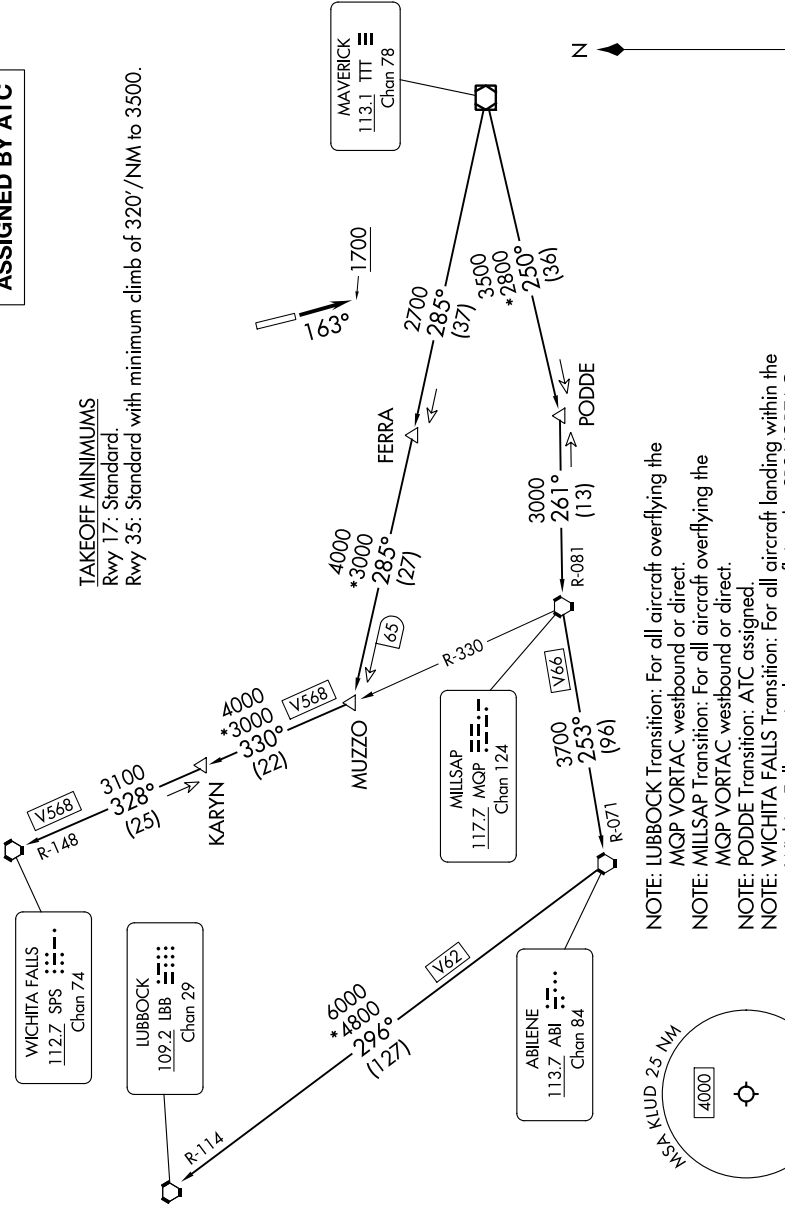 ASSIGNED BY ATC
TAKEOFF MINIMUMS
Rwy 17: Standard.
Rwy 35: Standard with minimum climb of 320'/NM to 3500.
MAVERICK
113.1 TTT
Chan 78
N
1700
163°
2700
285°
(37)
3500
*2800
250°
(36)
FERRA
PODDE
4000
*3000
285°
(27)
3000
261°
(13)
R-081
65
R-330
MUZZO
V568
4000
*3000
330°
(22)
KARYN
3100
328°
(25)
V568
R-148
WICHITA FALLS
112.7 SPS
Chan 74
LUBBOCK
109.2 LBB
Chan 29
MILLSAP
117.7 MQP
Chan 124
V66
3700
253°
(96)
R-071
V62
6000
*4800
296°
(127)
R-114
ABILENE
113.7 ABI
Chan 84
MSA KLUD 25 NM
4000
NOTE: LUBBOCK Transition: For all aircraft overflying the
MQP VORTAC westbound or direct.
NOTE: MILLSAP Transition: For all aircraft overflying the
MQP VORTAC westbound or direct.
NOTE: PODDE Transition: ATC assigned.
NOTE: WICHITA FALLS Transition: For all aircraft landing within the